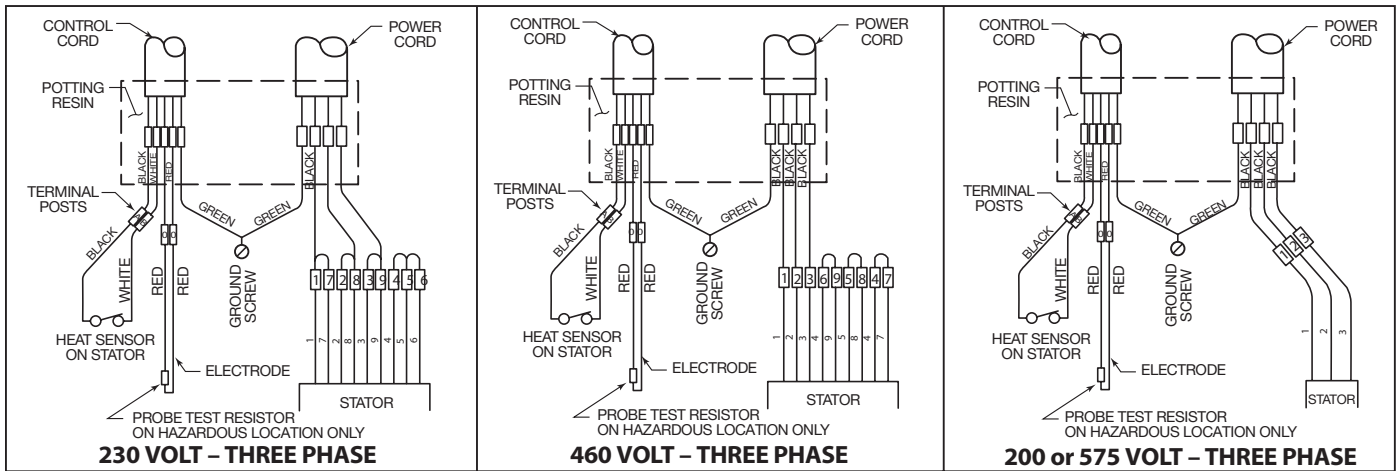 CONTROL
CORD
POWER
CORD
POTTING
RESIN
BLACK
WHITE
RED
BLACK
TERMINAL
POSTS
GREEN
GREEN
BLACK
WHITE
RED
RED
GROUND
SCREW
1 7 2 8 3 9 4 5 6
HEAT SENSOR
ON STATOR
1 7 2 8 3 9 4 5 6
ELECTRODE
STATOR
PROBE TEST RESISTOR
ON HAZARDOUS LOCATION ONLY
230 VOLT – THREE PHASE
CONTROL
CORD
POWER
CORD
POTTING
RESIN
BLACK
WHITE
RED
BLACK
BLACK
BLACK
TERMINAL
POSTS
GREEN
GREEN
BLACK
WHITE
RED
RED
GROUND
SCREW
1 2 3 6 9 5 8 4 7
HEAT SENSOR
ON STATOR
1 2 3 4 9 5 8 4 7
ELECTRODE
STATOR
PROBE TEST RESISTOR
ON HAZARDOUS LOCATION ONLY
460 VOLT – THREE PHASE
CONTROL
CORD
POWER
CORD
POTTING
RESIN
BLACK
WHITE
RED
BLACK
BLACK
BLACK
TERMINAL
POSTS
GREEN
GREEN
BLACK
WHITE
RED
RED
GROUND
SCREW
1 2 3
HEAT SENSOR
ON STATOR
1 2 3
ELECTRODE
STATOR
PROBE TEST RESISTOR
ON HAZARDOUS LOCATION ONLY
200 or 575 VOLT – THREE PHASE